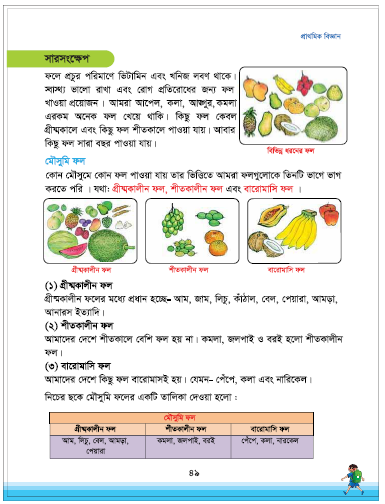 প্রাথমিক বিজ্ঞান
সারসংক্ষেপ
ফলে প্রচুর পরিমাণে ভিটামিন এবং খনিজ লবণ থাকে।
স্বাস্থ্য ভালো রাখা এবং রোগ প্রতিরোধের জন্য ফল
খাওয়া প্রয়োজন । আমরা আপেল, কলা, আঙ্গুর, কমলা
এরকম অনেক ফল খেয়ে থাকি। কিছু ফল কেবল
গ্রীষ্মকালে এবং কিছু ফল শীতকালে পাওয়া যায়। আবার
কিছু ফল সারা বছর পাওয়া যায়।
বিভিন্ন ধরনের ফল
মৌসুমি ফল
কোন মৌসুমে কোন ফল পাওয়া যায় তার ভিত্তিতে আমরা ফলগুলোকে তিনটি ভাগে ভাগ
করতে পরি । যথা: গ্রীষ্মকালীন ফল, শীতকালীন ফল এবং বারোমাসি ফল ।
গ্রীষ্মকালীন ফল
শীতকালীন ফল
বারোমাসি ফল
(১) গ্রীষ্মকালীন ফল
গ্রীষ্মকালীন ফলের মধ্যে প্রধান হচ্ছে– আম, জাম, লিচু, কাঁঠাল, বেল, পেয়ারা, আমড়া,
আনারস ইত্যাদি।
(২) শীতকালীন ফল
আমাদের দেশে শীতকালে বেশি ফল হয় না। কমলা, জলপাই ও বরই হলো শীতকালীন
ফল।
(৩) বারোমাসি ফল
আমাদের দেশে কিছু ফল বারোমাসই হয়। যেমন– পেঁপে, কলা এবং নারিকেল।
নিচের ছকে মৌসুমি ফলের একটি তালিকা দেওয়া হলো :
মৌসুমি ফল
গ্রীষ্মকালীন ফল শীতকালীন ফল বারোমাসি ফল
আম, লিচু, বেল, আমড়া, কমলা, জলপাই, বরই পেঁপে, কলা, নারকেল
পেয়ারা
৪৯